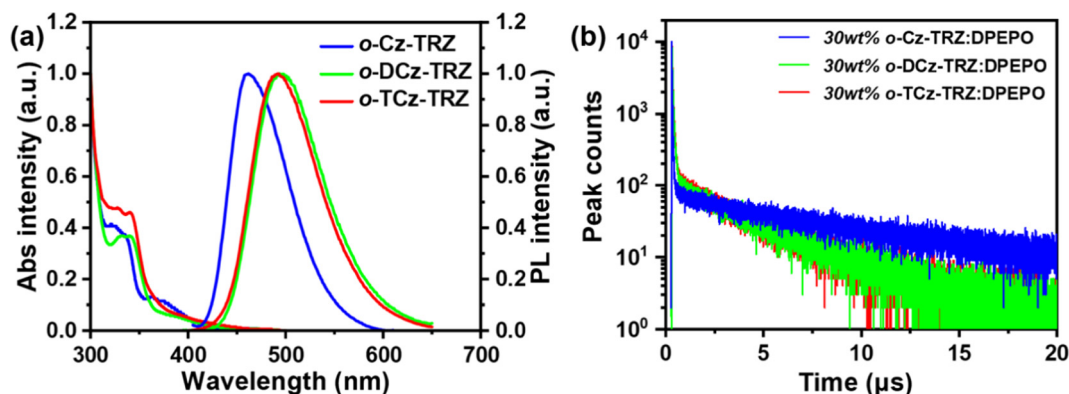 (a)
Abs intensity (a.u.)
1.2
1.0
0.8
0.6
0.4
0.2
0.0
o-Cz-TRZ
o-DCz-TRZ
o-TCz-TRZ
1.2
1.0
0.8
0.6
0.4
0.2
0.0
PL intensity (a.u.)
300 400 500 600 700
Wavelength (nm)
(b)
Peak counts
10⁴
10³
10²
10¹
10⁰
30wt% o-Cz-TRZ:DPEPO
30wt% o-DCz-TRZ:DPEPO
30wt% o-TCz-TRZ:DPEPO
5 10 15 20
Time (μs)